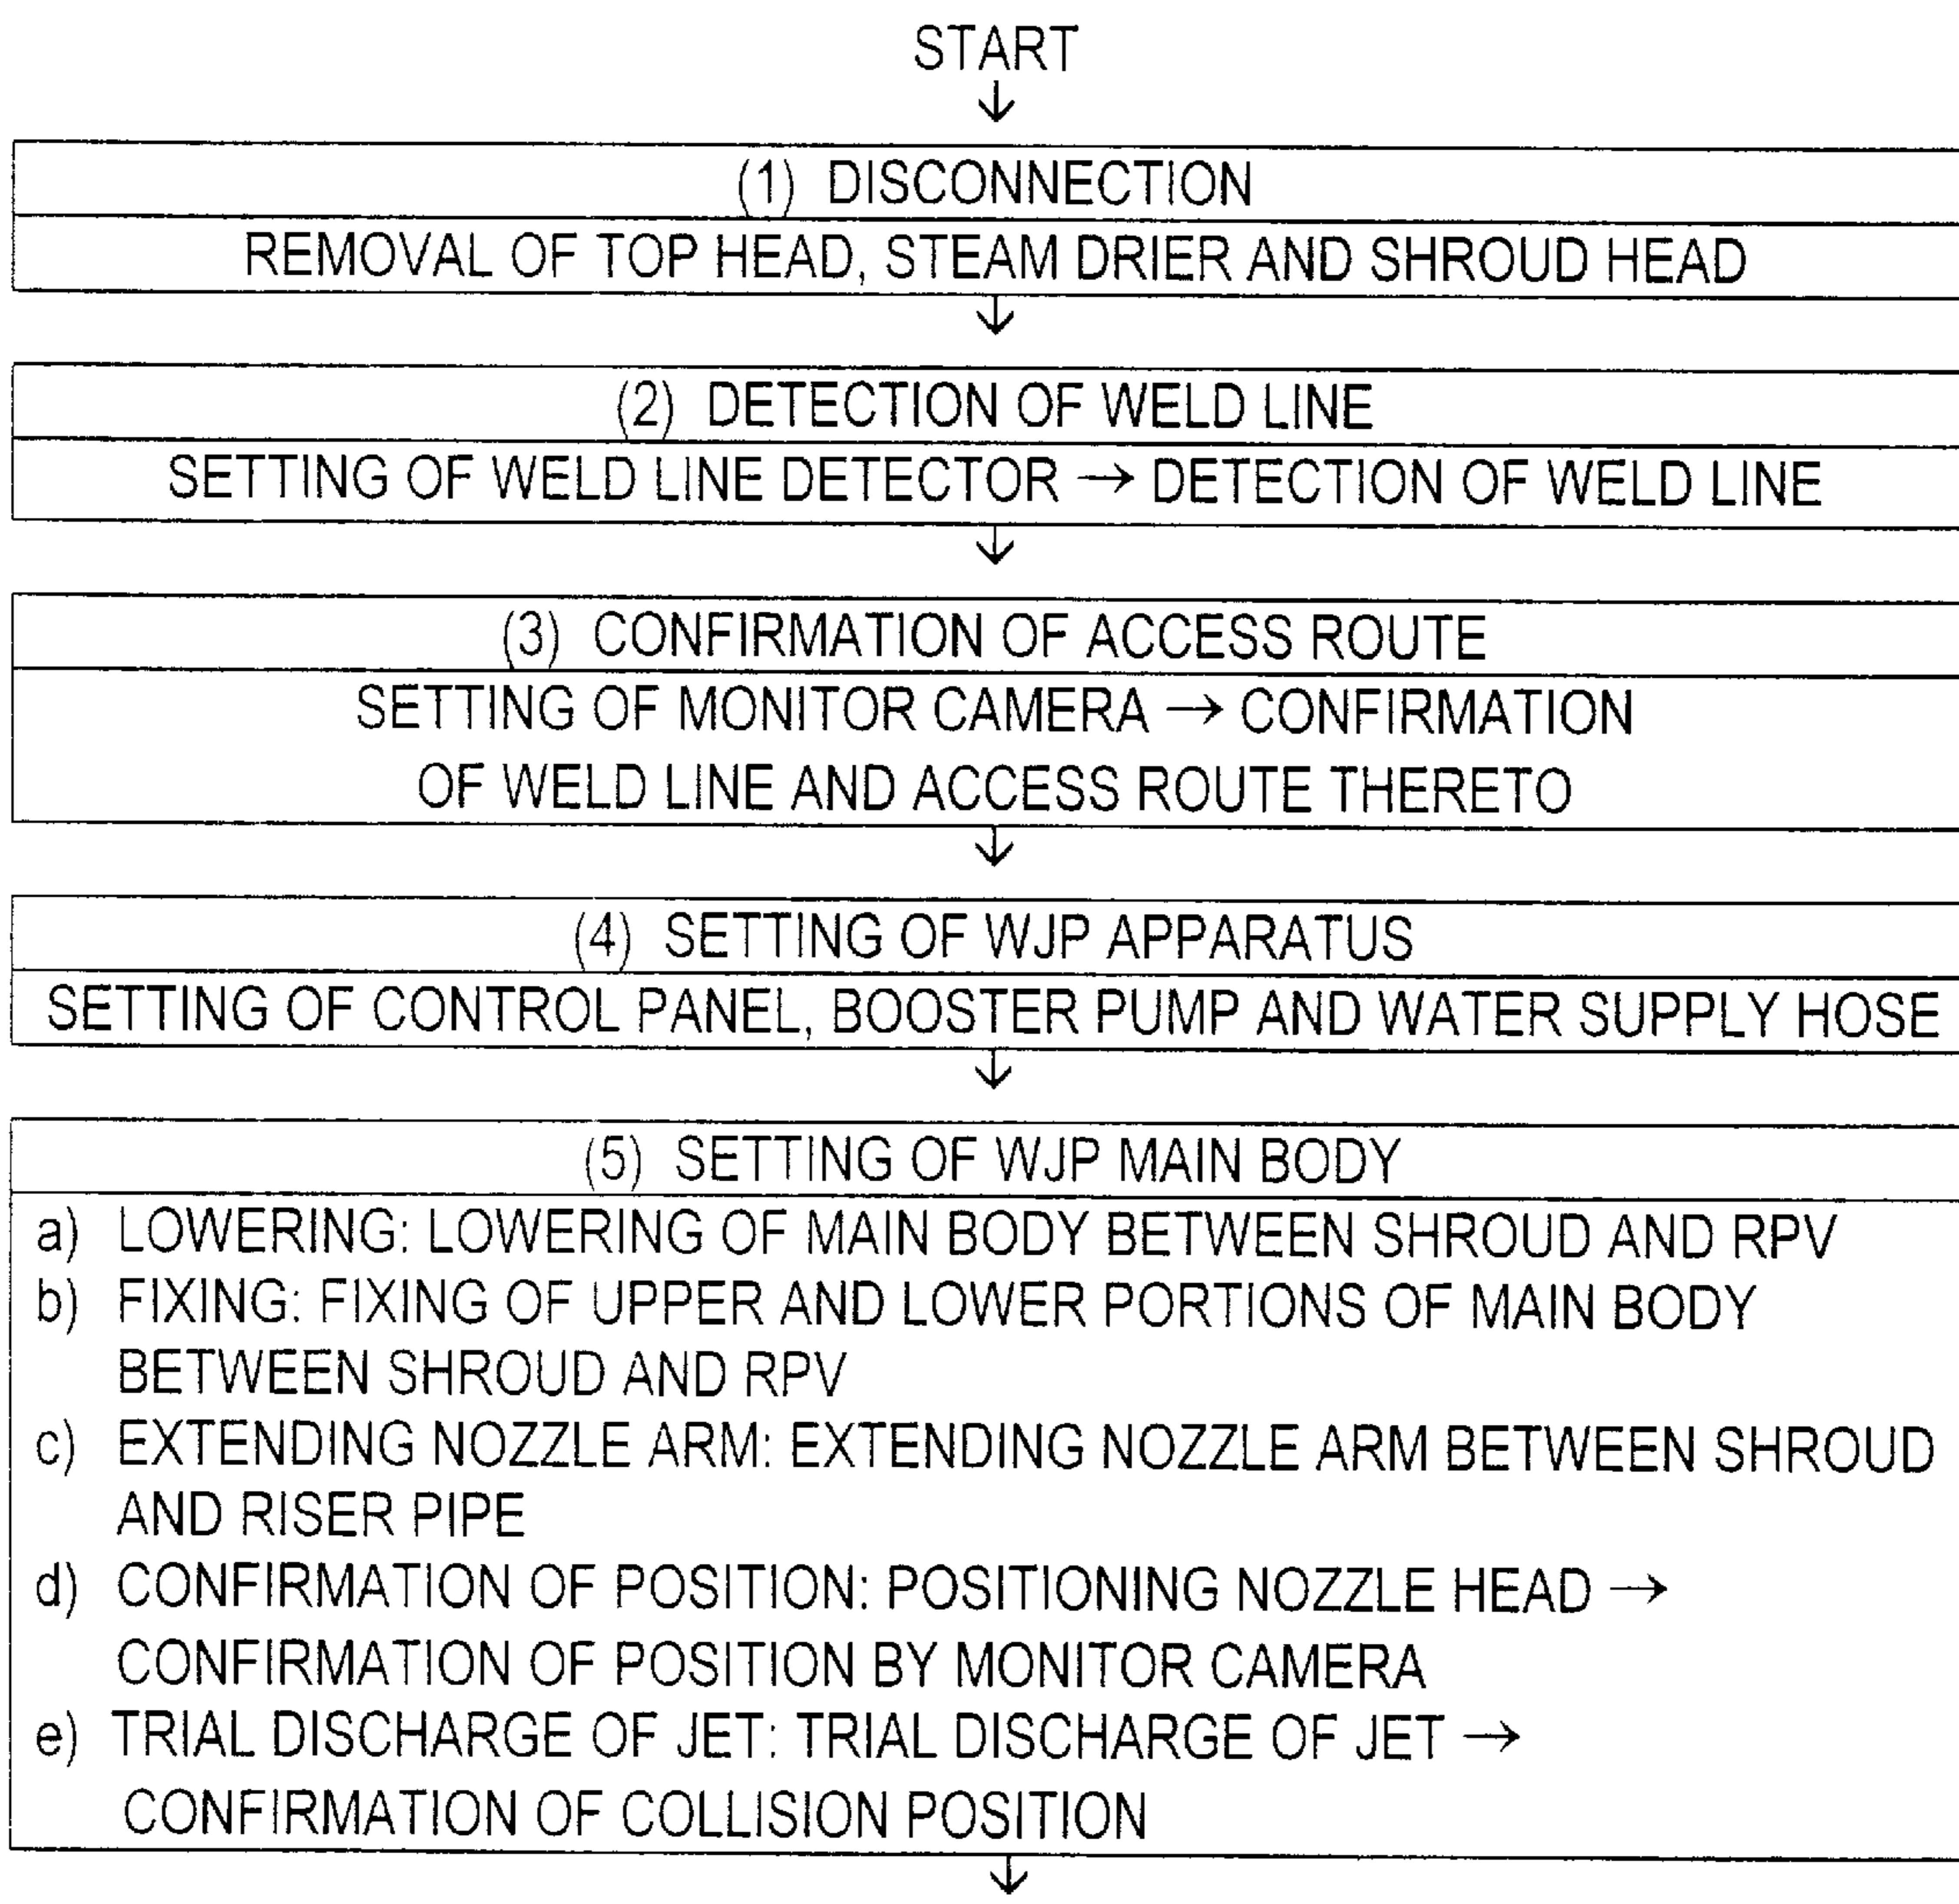 START
↓
(1) DISCONNECTION
REMOVAL OF TOP HEAD, STEAM DRIER AND SHROUD HEAD
↓
(2) DETECTION OF WELD LINE
SETTING OF WELD LINE DETECTOR → DETECTION OF WELD LINE
↓
(3) CONFIRMATION OF ACCESS ROUTE
SETTING OF MONITOR CAMERA → CONFIRMATION
OF WELD LINE AND ACCESS ROUTE THERETO
↓
(4) SETTING OF WJP APPARATUS
SETTING OF CONTROL PANEL, BOOSTER PUMP AND WATER SUPPLY HOSE
↓
(5) SETTING OF WJP MAIN BODY
a) LOWERING: LOWERING OF MAIN BODY BETWEEN SHROUD AND RPV
b) FIXING: FIXING OF UPPER AND LOWER PORTIONS OF MAIN BODY
BETWEEN SHROUD AND RPV
c) EXTENDING NOZZLE ARM: EXTENDING NOZZLE ARM BETWEEN SHROUD
AND RISER PIPE
d) CONFIRMATION OF POSITION: POSITIONING NOZZLE HEAD →
CONFIRMATION OF POSITION BY MONITOR CAMERA
e) TRIAL DISCHARGE OF JET: TRIAL DISCHARGE OF JET →
CONFIRMATION OF COLLISION POSITION
↓